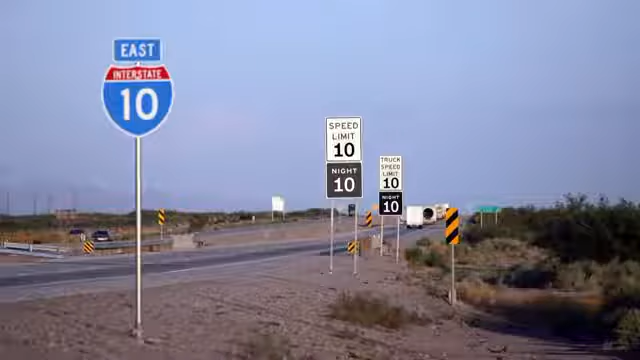 EAST
INTERSTATE
10
SPEED
LIMIT
10
NIGHT
10
TRUCK
SPEED
LIMIT
10
NIGHT
10